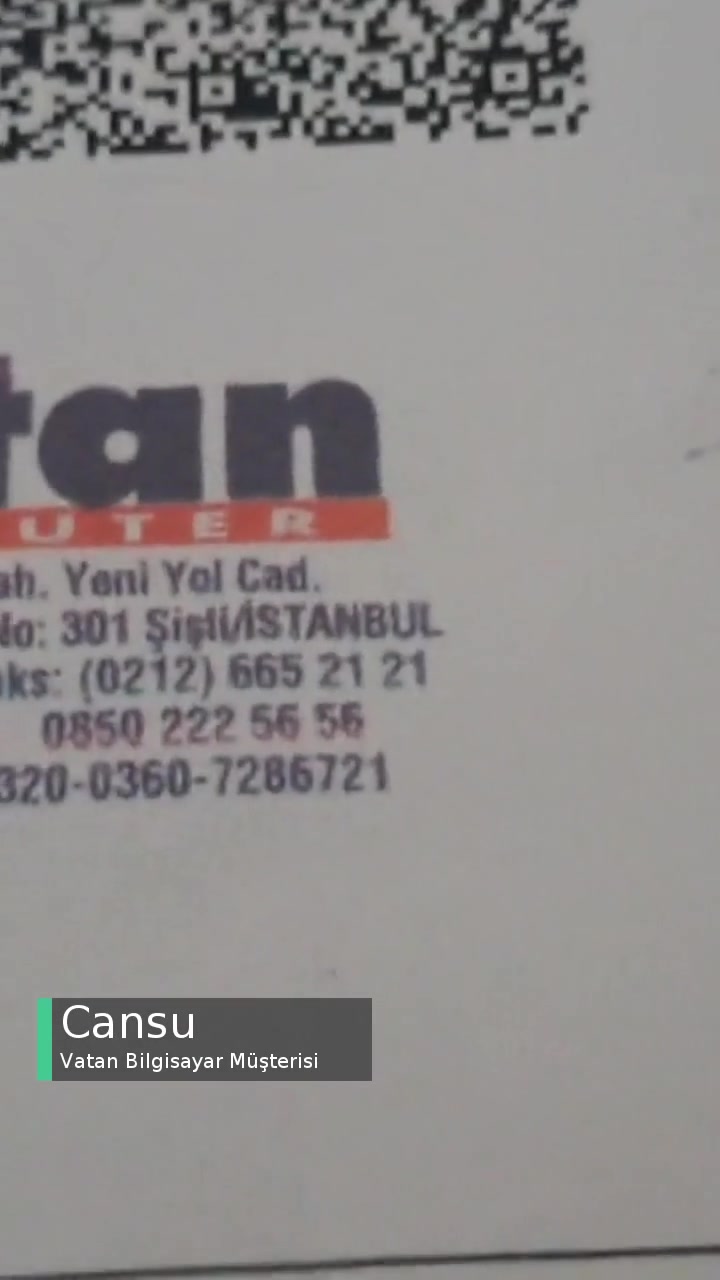 tan
UTER
ah. Yeni Yol Cad.
No: 301 Şişli/İSTANBUL
aks: (0212) 665 21 21
0850 222 56 56
320-0360-7286721
Cansu
Vatan Bilgisayar Müşterisi